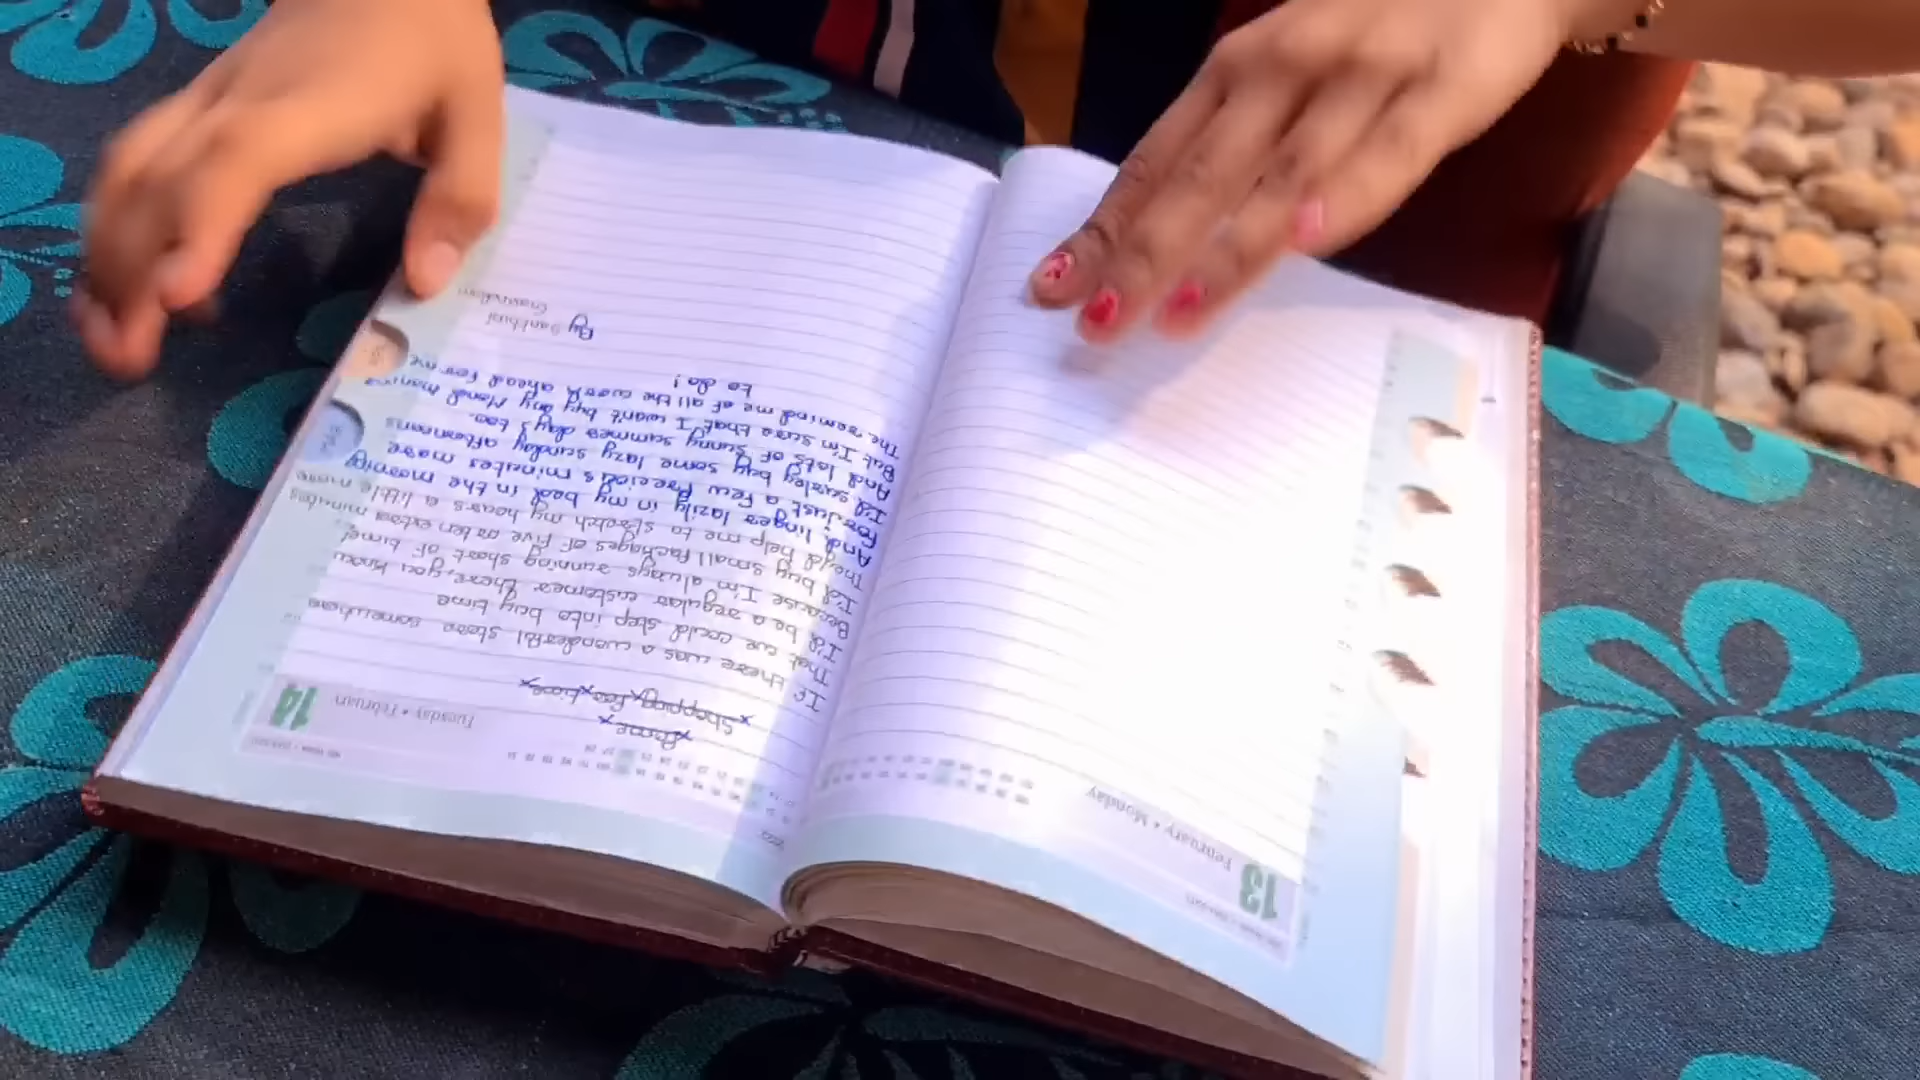 13
February • Monday
14
Tuesday • February
Poem
Shopping for time
If there was a wonderful store somewhere
That we could step into buy time
I'd be a regular customer there, you know
Because I'm always running short of time!
I'd buy small packages of five or ten extra minutes
They'd help me to stretch my hours a little more
And linger lazily in my bed in the morning
For just a few precious minutes more
I'd surely buy some lazy sunday afternoons
And lots of sunny summer days too.
But I'm sure that I won't buy any Monday morning
The remind me of all the work ahead for me
to do!
By